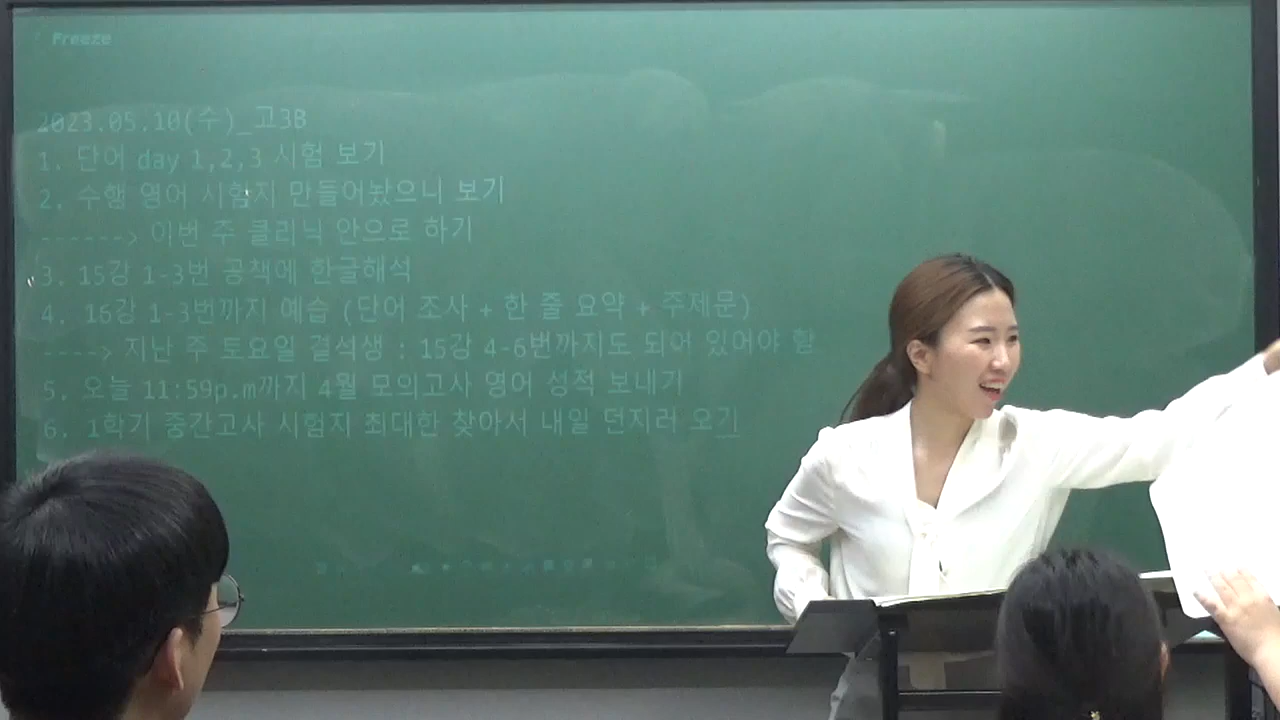 Freeze
2023.05.10(수)_고3B
1. 단어 day 1,2,3 시험 보기
2. 수행 영어 시험지 만들어놨으니 보기
------> 이번 주 클리닉 안으로 하기
3. 15강 1-3번 공책에 한글해석
4. 16강 1-3번까지 예습 (단어 조사 + 한 줄 요약 + 주제문)
----> 지난 주 토요일 결석생 : 15강 4-6번까지도 되어 있어야 함
5. 오늘 11:59p.m까지 4월 모의고사 영어 성적 보내기
6. 1학기 중간고사 시험지 최대한 찾아서 내일 던지러 오기